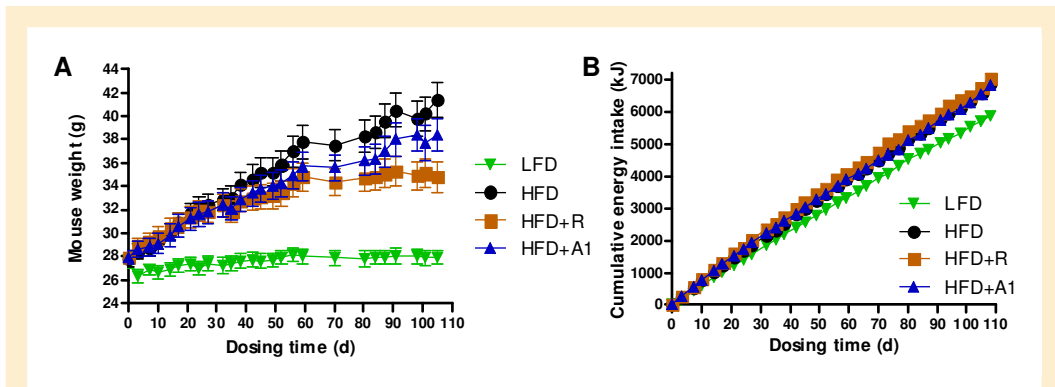 A
Mouse weight (g)
44
42
40
38
36
34
32
30
28
26
24
0 10 20 30 40 50 60 70 80 90 100 110
Dosing time (d)
LFD
HFD
HFD+R
HFD+A1
B
Cumulative energy intake (kJ)
7000
6000
5000
4000
3000
2000
1000
0
0 10 20 30 40 50 60 70 80 90 100 110
Dosing time (d)
LFD
HFD
HFD+R
HFD+A1